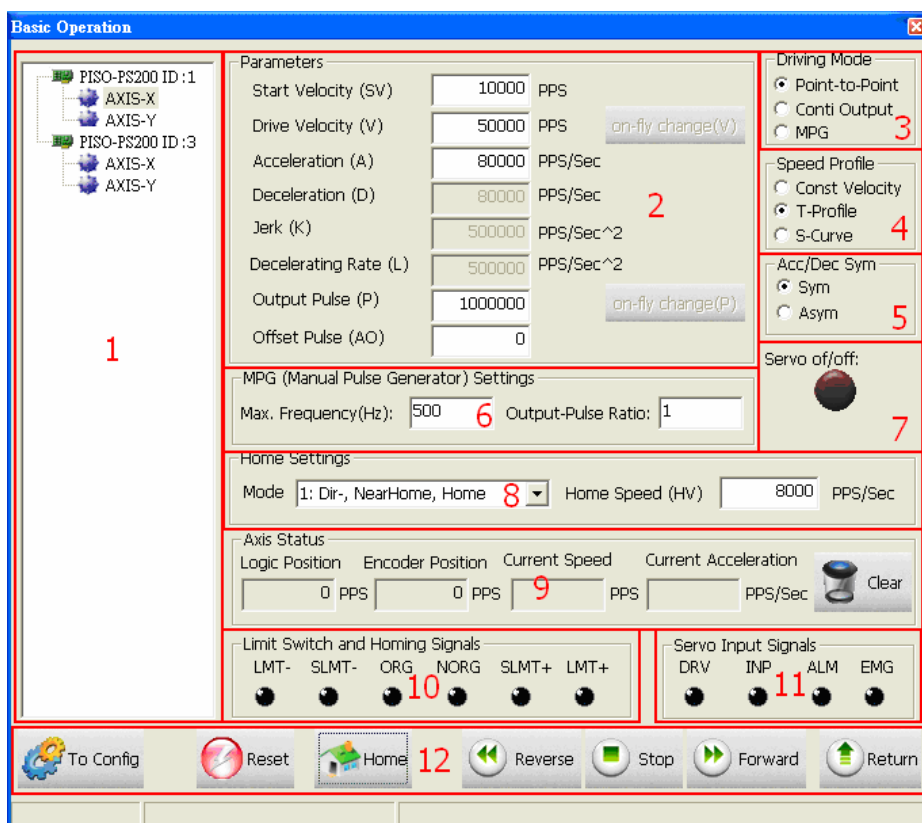 Basic Operation
PISO-PS200 ID :1
AXIS-X
AXIS-Y
PISO-PS200 ID :3
AXIS-X
AXIS-Y
1
Parameters
Start Velocity (SV) 10000 PPS
Drive Velocity (V) 50000 PPS on-fly change(V)
Acceleration (A) 80000 PPS/Sec
Deceleration (D) 80000 PPS/Sec
2
Jerk (K) 500000 PPS/Sec^2
Decelerating Rate (L) 500000 PPS/Sec^2
Output Pulse (P) 1000000 on-fly change(P)
Offset Pulse (AO) 0
Driving Mode
Point-to-Point
Conti Output
MPG
3
Speed Profile
Const Velocity
T-Profile
S-Curve
4
Acc/Dec Sym
Sym
Asym
5
MPG (Manual Pulse Generator) Settings
Max. Frequency(Hz): 500 6 Output-Pulse Ratio: 1
Servo of/off:
7
Home Settings
Mode 1: Dir-, NearHome, Home 8 Home Speed (HV) 8000 PPS/Sec
Axis Status
Logic Position Encoder Position Current Speed Current Acceleration
0 PPS 0 PPS 9 PPS PPS/Sec Clear
Limit Switch and Homing Signals
LMT- SLMT- ORG NORG SLMT+ LMT+
10
Servo Input Signals
DRV INP ALM EMG
11
To Config Reset Home 12 Reverse Stop Forward Return